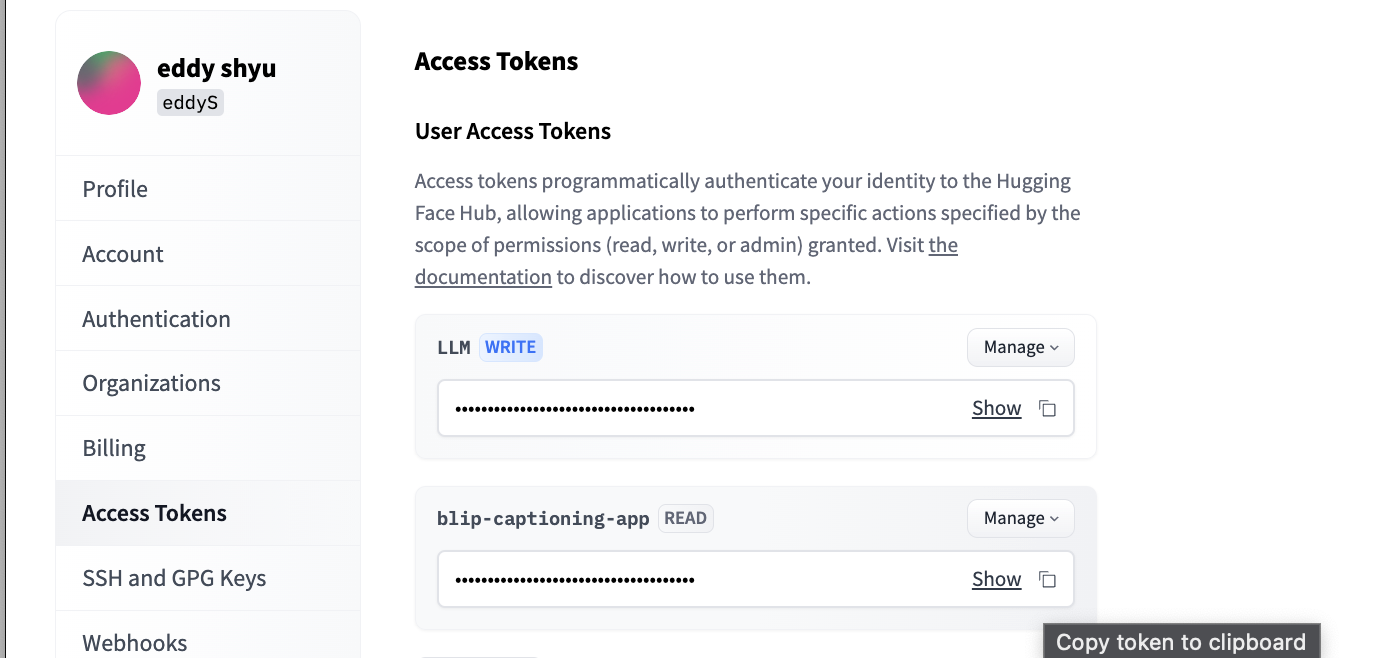 eddy shyu
eddyS
Profile
Account
Authentication
Organizations
Billing
Access Tokens
SSH and GPG Keys
Webhooks
Access Tokens
User Access Tokens
Access tokens programmatically authenticate your identity to the Hugging
Face Hub, allowing applications to perform specific actions specified by the
scope of permissions (read, write, or admin) granted. Visit the
documentation to discover how to use them.
LLM WRITE Manage
••••••••••••••••••••••••••••••••••••• Show
blip-captioning-app READ Manage
••••••••••••••••••••••••••••••••••••• Show
Copy token to clipboard